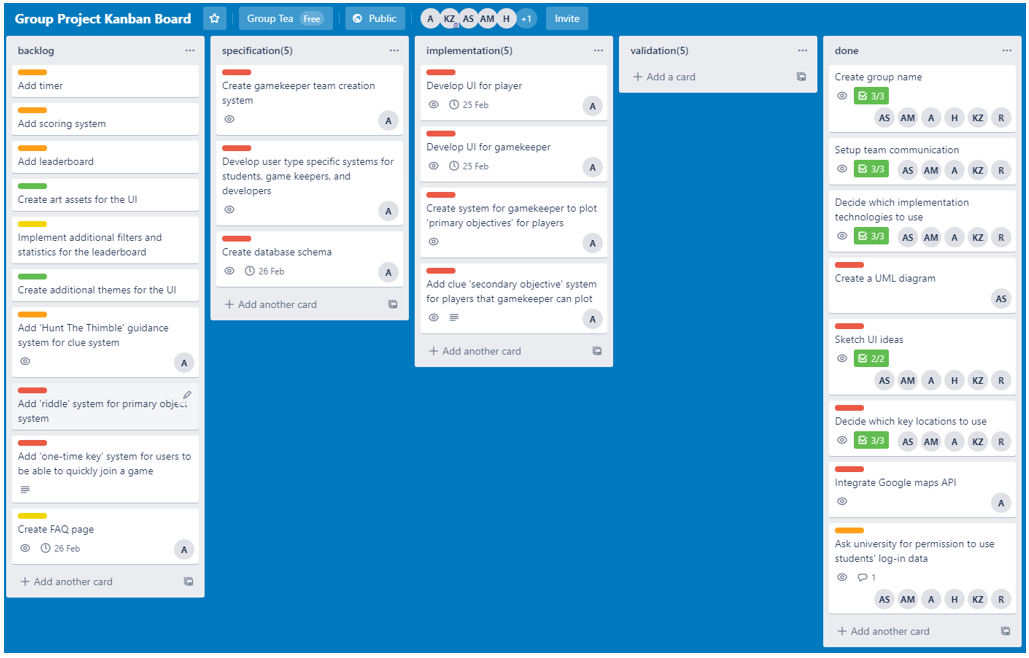 Group Project Kanban Board
Group Tea Free
Public
A KZ AS AM H +1
Invite
backlog
Add timer
Add scoring system
Add leaderboard
Create art assets for the UI
Implement additional filters and
statistics for the leaderboard
Create additional themes for the UI
Add 'Hunt The Thimble' guidance
system for clue system
A
Add 'riddle' system for primary object
system
Add 'one-time key' system for users to
be able to quickly join a game
Create FAQ page
26 Feb
A
+ Add another card
specification(5)
Create gamekeeper team creation
system
A
Develop user type specific systems for
students, game keepers, and
developers
A
Create database schema
26 Feb
A
+ Add another card
implementation(5)
Develop UI for player
25 Feb
A
Develop UI for gamekeeper
25 Feb
A
Create system for gamekeeper to plot
'primary objectives' for players
A
Add clue 'secondary objective' system
for players that gamekeeper can plot
A
+ Add another card
validation(5)
+ Add a card
done
Create group name
3/3
AS AM A H KZ R
Setup team communication
3/3 AS AM A H KZ R
Decide which implementation
technologies to use
3/3 AS AM A KZ H R
Create a UML diagram
AS
Sketch UI ideas
2/2
AS AM A H KZ R
Decide which key locations to use
3/3 AS AM A H KZ R
Integrate Google maps API
A
Ask university for permission to use
students' log-in data
1
AS AM A H KZ R
+ Add another card